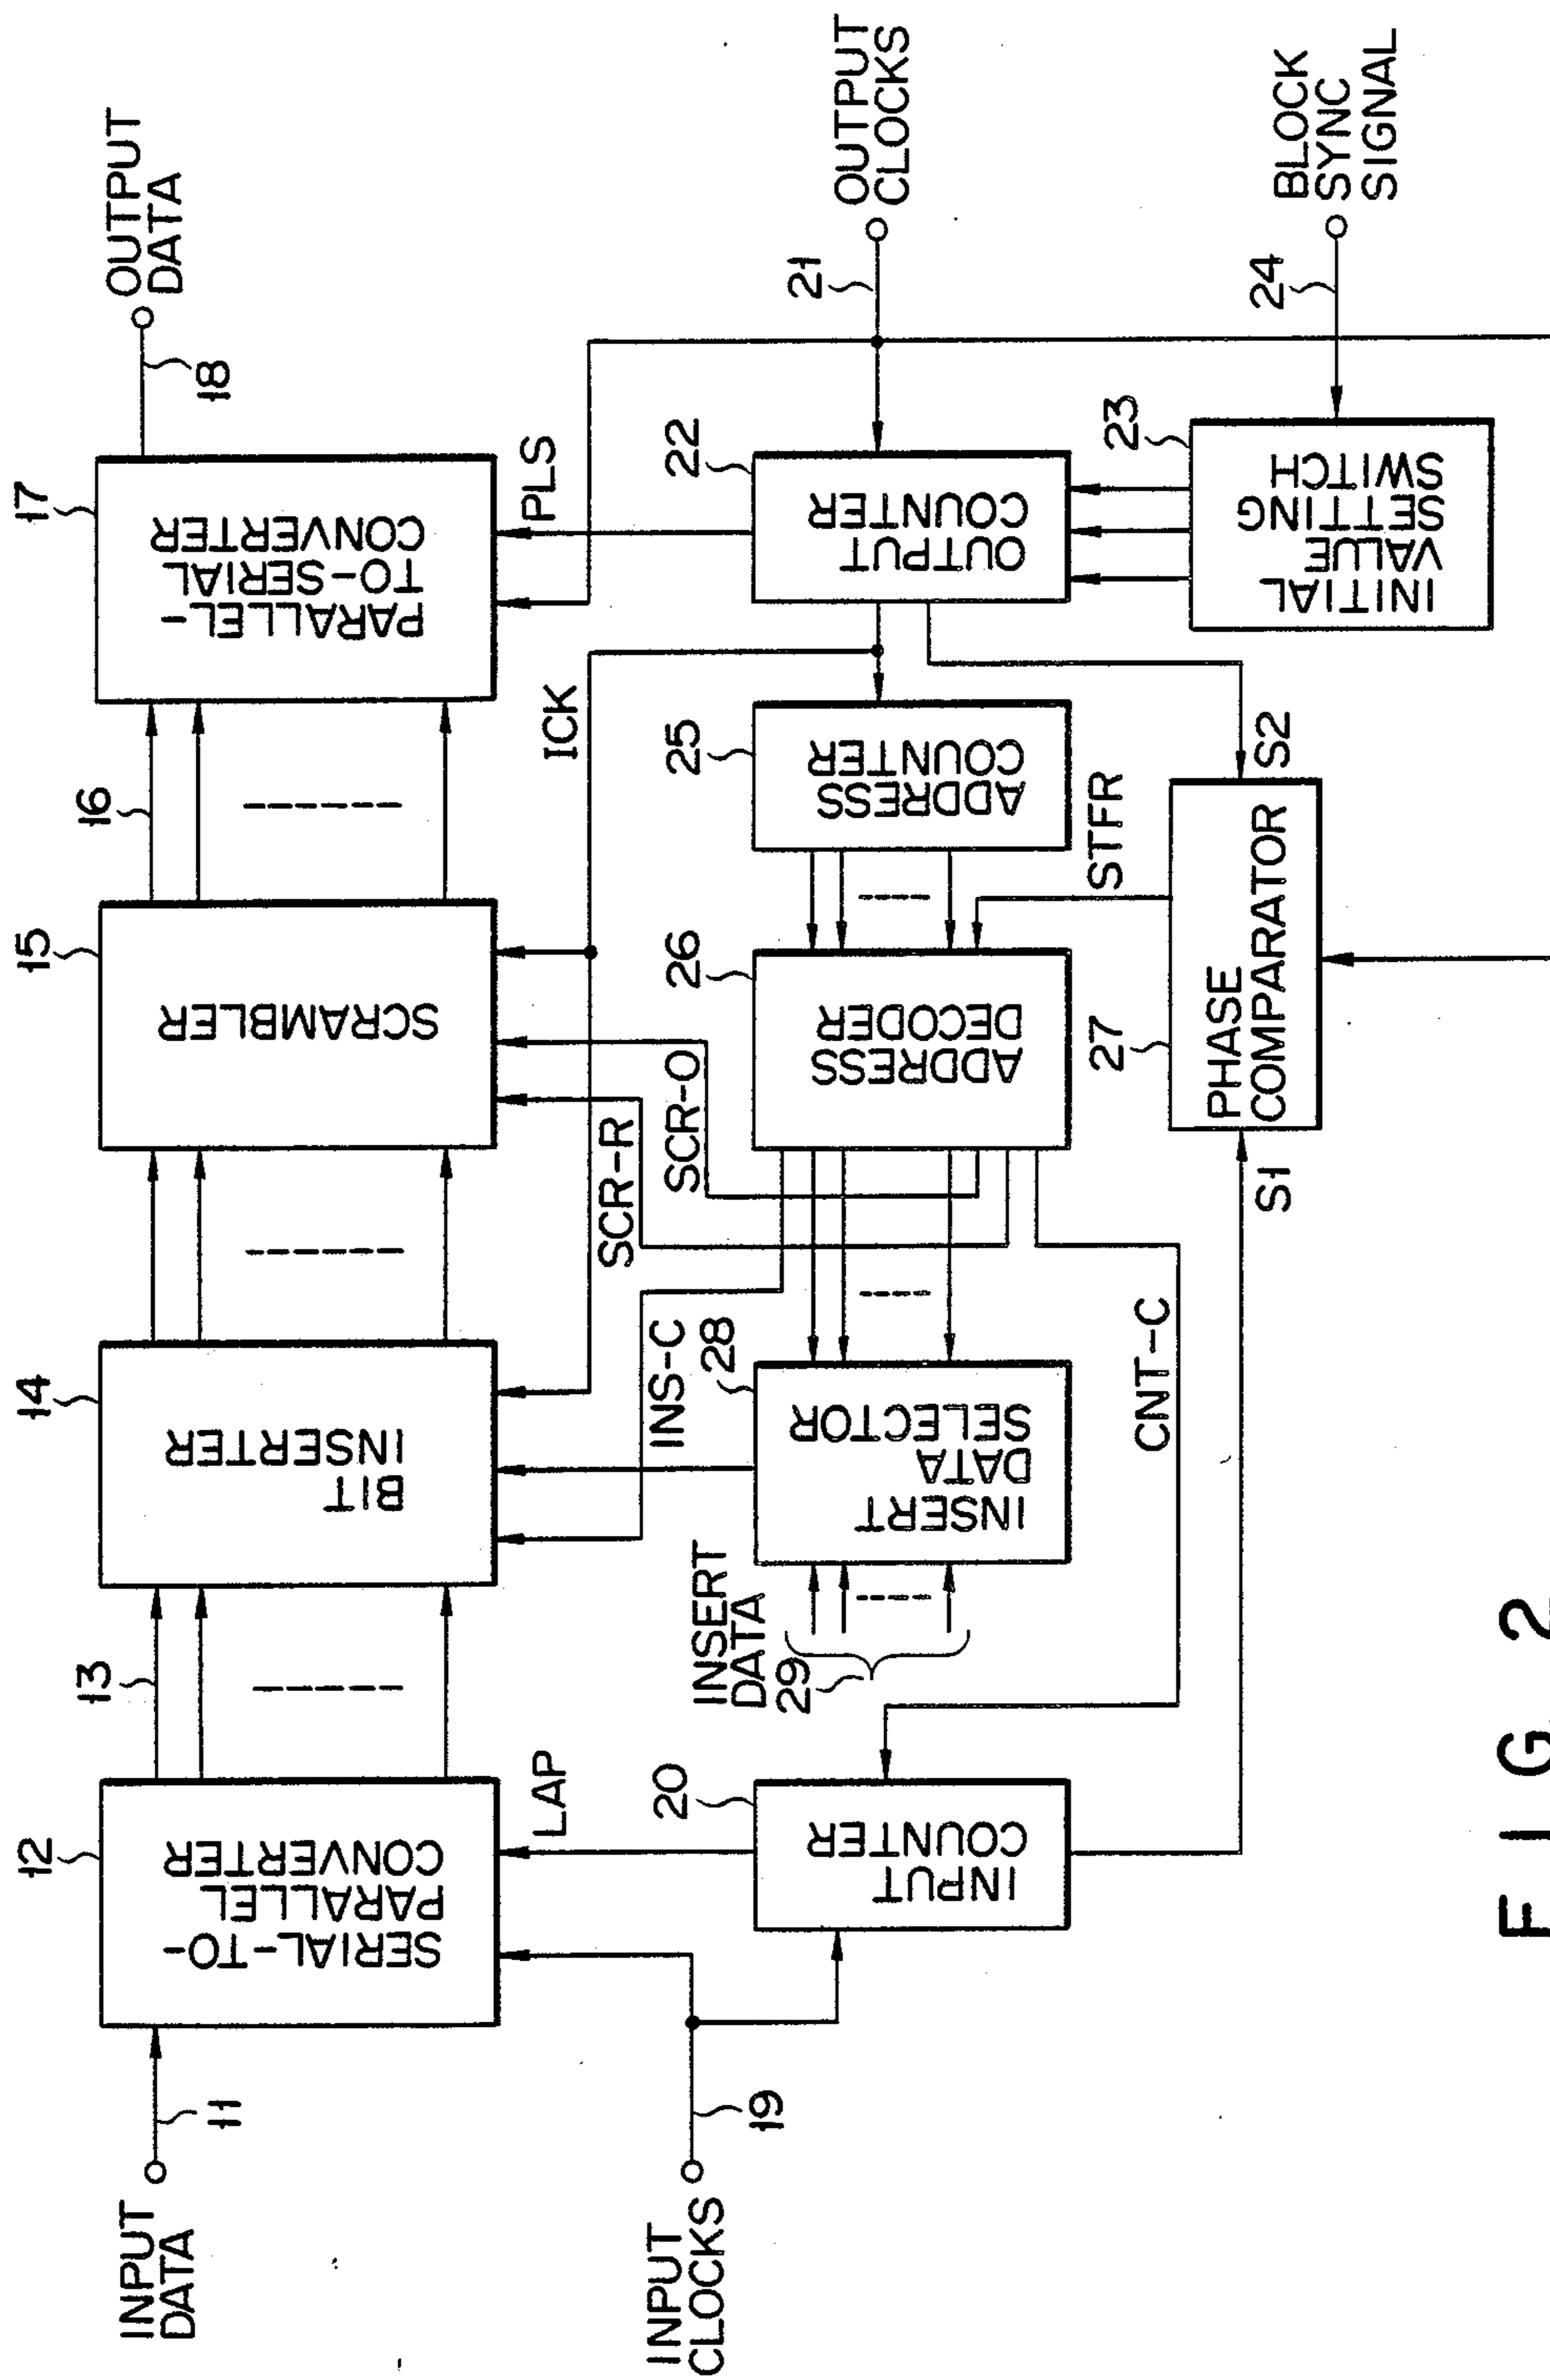 INPUT
DATA
11
12
SERIAL-TO-
PARALLEL
CONVERTER
13
14
BIT
INSERTER
15
SCRAMBLER
16
17
PARALLEL-
TO-SERIAL
CONVERTER
18
OUTPUT
DATA
LAP
INS-C
SCR-R
SCR-O
ICK
PLS
INPUT
CLOCKS
19
20
INPUT
COUNTER
INSERT
DATA
29
28
INSERT
DATA
SELECTOR
26
ADDRESS
DECODER
25
ADDRESS
COUNTER
22
OUTPUT
COUNTER
21
OUTPUT
CLOCKS
CNT-C
STFR
S1
27
PHASE
COMPARATOR
S2
23
INITIAL
VALUE
SETTING
SWITCH
24
BLOCK
SYNC
SIGNAL
FIG. 2